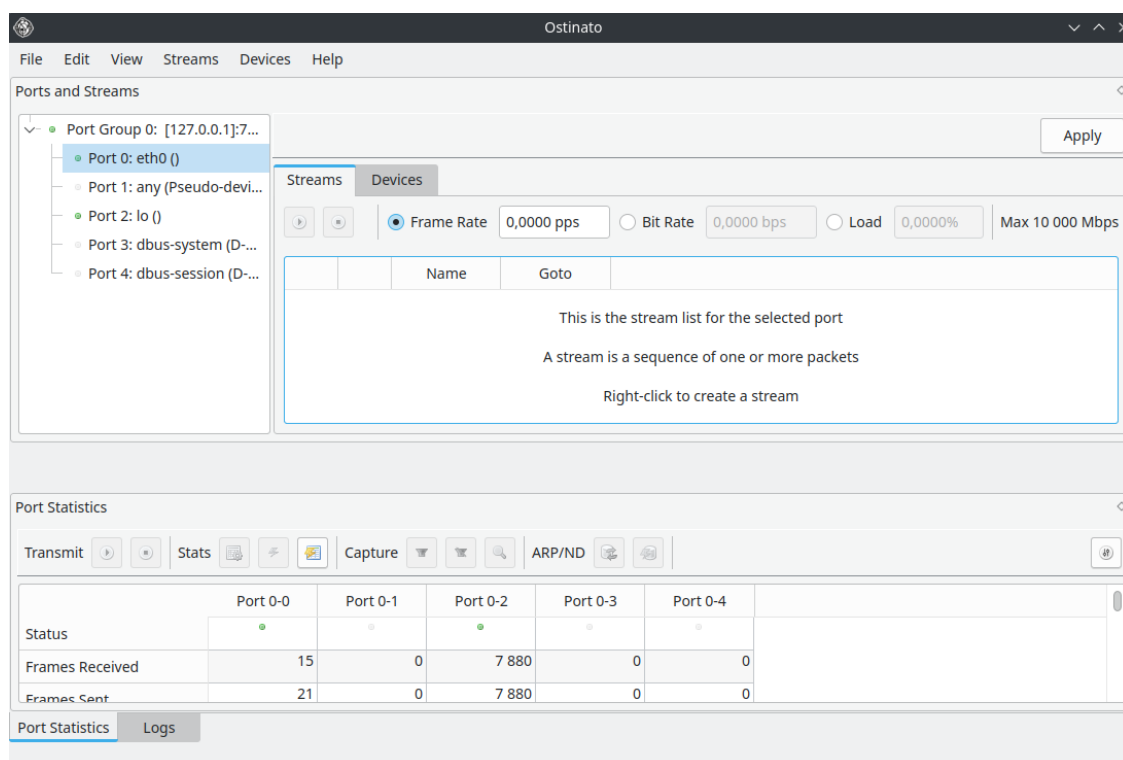 Ostinato
File Edit View Streams Devices Help
Ports and Streams
Port Group 0: [127.0.0.1]:7...
Port 0: eth0 ()
Port 1: any (Pseudo-devi...
Port 2: lo ()
Port 3: dbus-system (D-...
Port 4: dbus-session (D-...
Apply
Streams Devices
Frame Rate 0,0000 pps Bit Rate 0,0000 bps Load 0,0000% Max 10 000 Mbps
Name Goto
This is the stream list for the selected port
A stream is a sequence of one or more packets
Right-click to create a stream
Port Statistics
Transmit Stats Capture ARP/ND
Port 0-0 Port 0-1 Port 0-2 Port 0-3 Port 0-4
Status
Frames Received 15 0 7 880 0 0
Frames Sent 21 0 7 880 0 0
Port Statistics Logs